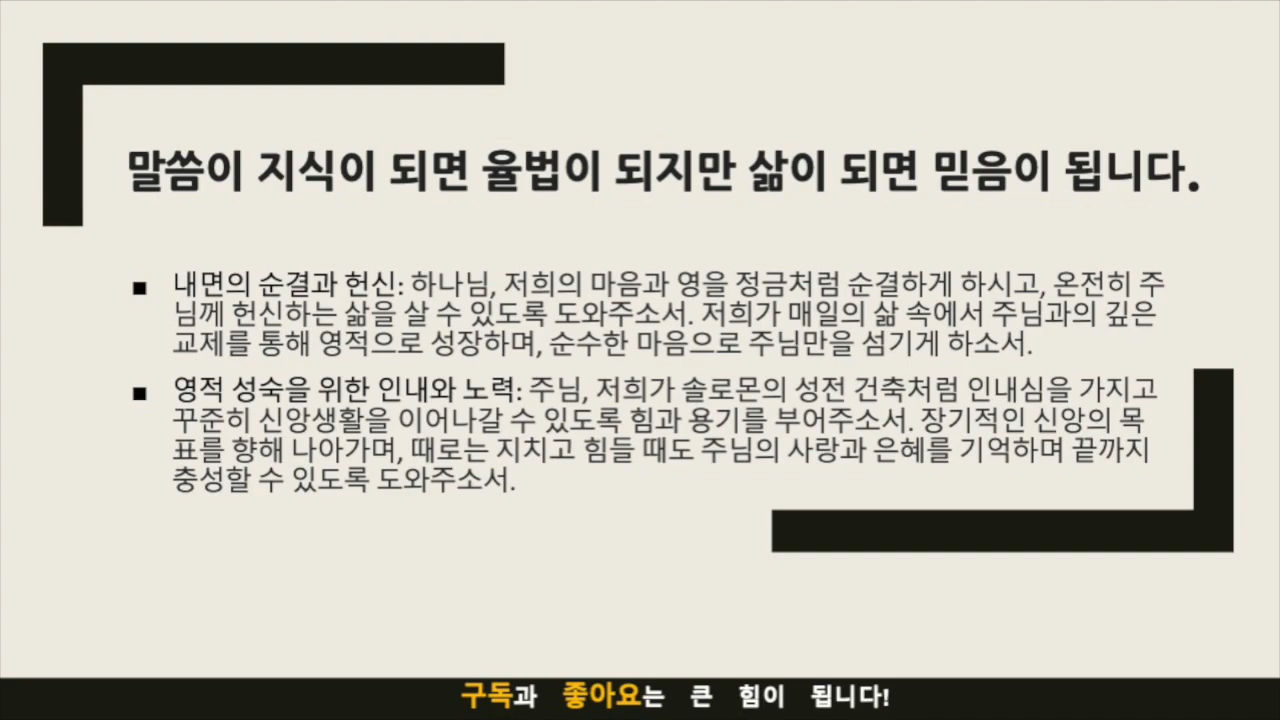 말씀이 지식이 되면 율법이 되지만 삶이 되면 믿음이 됩니다.
■ 내면의 순결과 헌신: 하나님, 저희의 마음과 영을 정금처럼 순결하게 하시고, 온전히 주
님께 헌신하는 삶을 살 수 있도록 도와주소서. 저희가 매일의 삶 속에서 주님과의 깊은
교제를 통해 영적으로 성장하며, 순수한 마음으로 주님만을 섬기게 하소서.
■ 영적 성숙을 위한 인내와 노력: 주님, 저희가 솔로몬의 성전 건축처럼 인내심을 가지고
꾸준히 신앙생활을 이어나갈 수 있도록 힘과 용기를 부어주소서. 장기적인 신앙의 목
표를 향해 나아가며, 때로는 지치고 힘들 때도 주님의 사랑과 은혜를 기억하며 끝까지
충성할 수 있도록 도와주소서.
구독과 좋아요는 큰 힘이 됩니다!